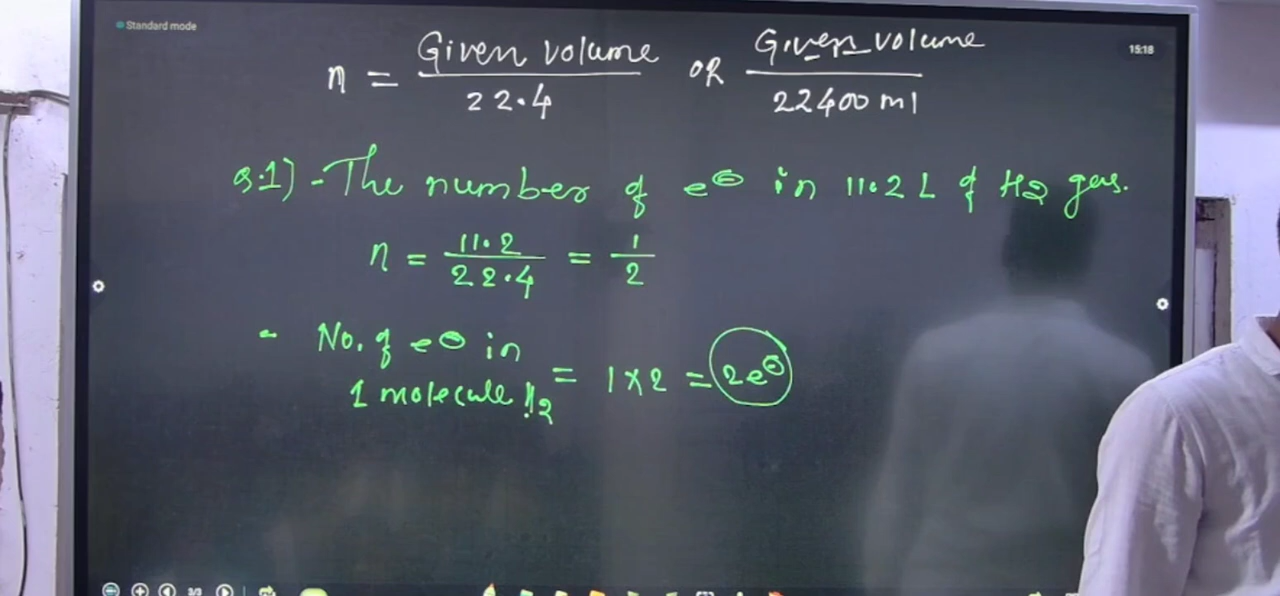 Standard mode
15:18
n = Given volume / 22.4 OR Given volume / 22400 ml
Q.1) - The number of e⊖ in 11.2 L of H2 gas.
n = 11.2 / 22.4 = 1 / 2
- No. of e⊖ in
1 molecule H2 = 1 × 2 = 2e⊖